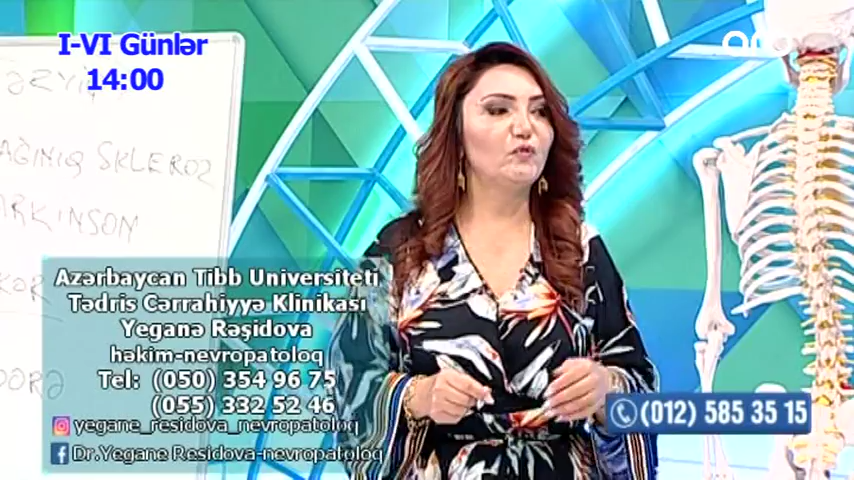 I-VI Günlər
14:00
arb
SKLEROZ
Azərbaycan Tibb Universiteti
Tədris Cərrahiyyə Klinikası
Yeganə Rəşidova
həkim-nevropatoloq
Tel: (050) 354 96 75
(055) 332 52 46
yegane_residova_nevropatoloq
Dr.Yegane Residova-nevropatoloq
(012) 585 35 15